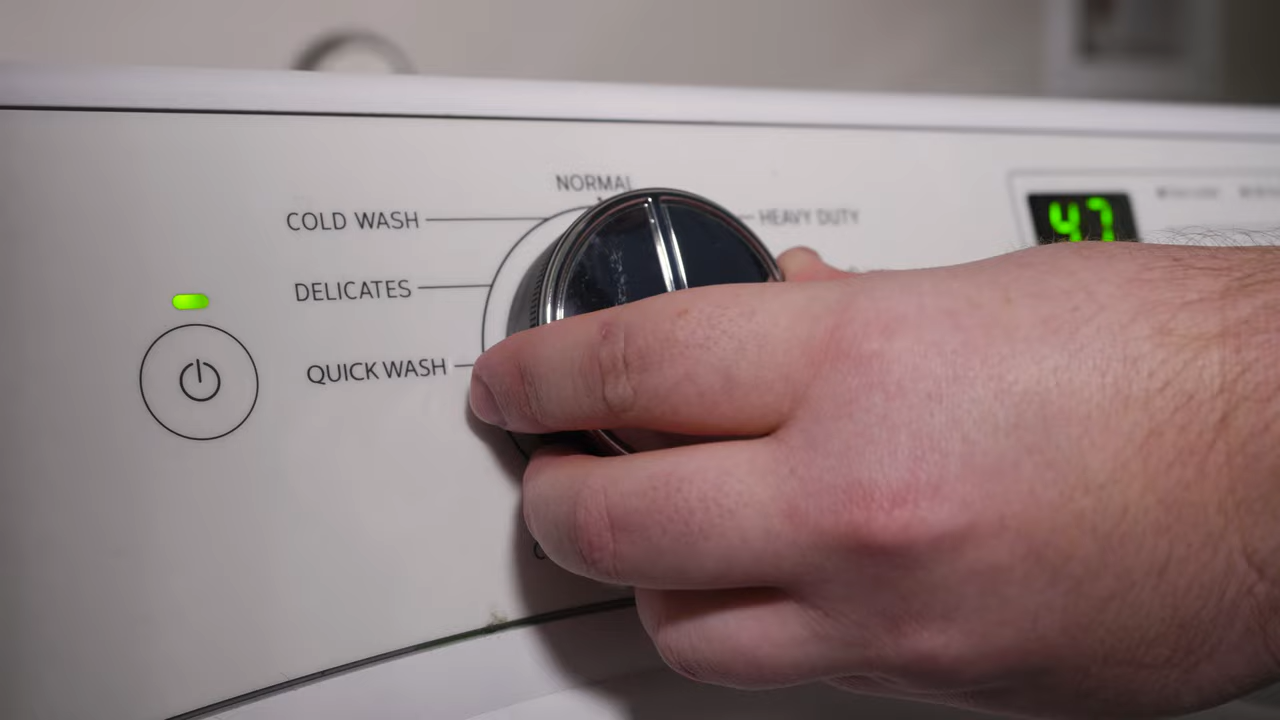 NORMAL
COLD WASH
HEAVY DUTY
47
DELICATES
QUICK WASH